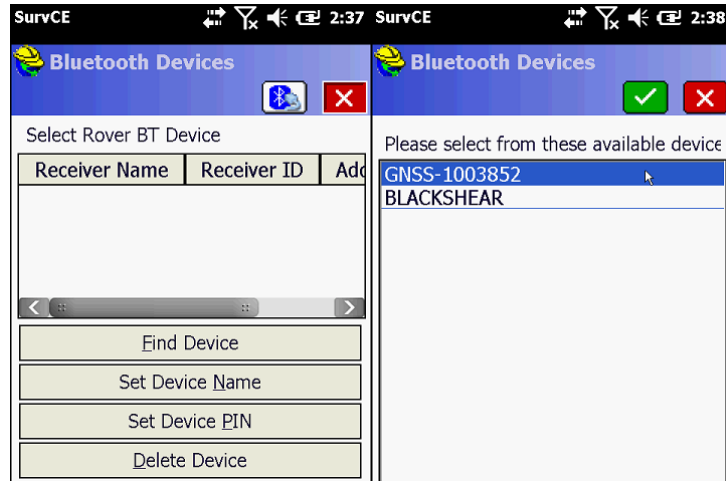 SurvCE 2:37
Bluetooth Devices
Select Rover BT Device
Receiver Name Receiver ID Adc
Find Device
Set Device Name
Set Device PIN
Delete Device
SurvCE 2:38
Bluetooth Devices
Please select from these available device
GNSS-1003852
BLACKSHEAR